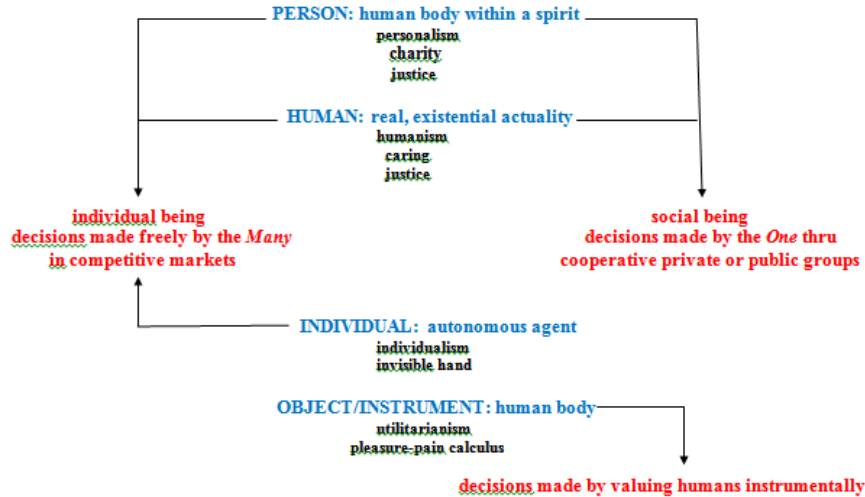 PERSON: human body within a spirit
personalism
charity
justice
HUMAN: real, existential actuality
humanism
caring
justice
individual being
decisions made freely by the Many
in competitive markets
social being
decisions made by the One thru
cooperative private or public groups
INDIVIDUAL: autonomous agent
individualism
invisible hand
OBJECT/INSTRUMENT: human body
utilitarianism
pleasure-pain calculus
decisions made by valuing humans instrumentally